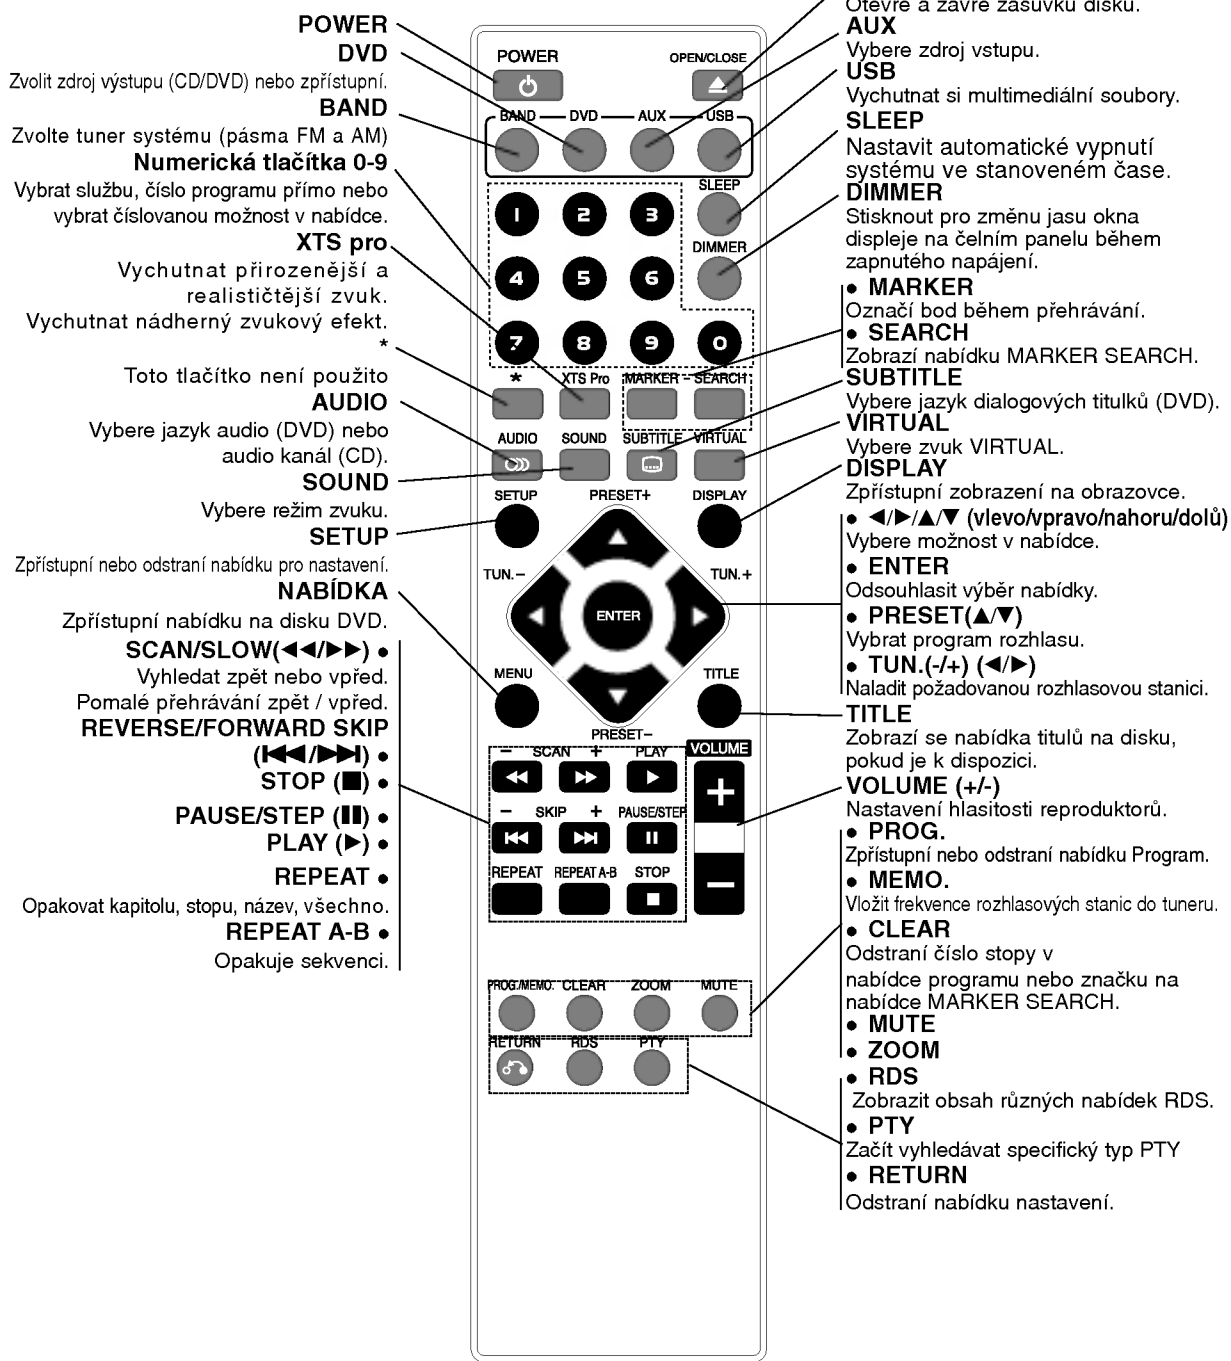 POWER
DVD
Zvolit zdroj výstupu (CD/DVD) nebo zpřístupní.
BAND
Zvolte tuner systému (pásma FM a AM)
Numerická tlačítka 0-9
Vybrat službu, číslo programu přímo nebo
vybrat číslovanou možnost v nabídce.
XTS pro
Vychutnat přirozenější a
realističtější zvuk.
Vychutnat nádherný zvukový efekt.
*
Toto tlačítko není použito
AUDIO
Vybere jazyk audio (DVD) nebo
audio kanál (CD).
SOUND
Vybere režim zvuku.
SETUP
Zpřístupní nebo odstraní nabídku pro nastavení.
NABÍDKA
Zpřístupní nabídku na disku DVD.
SCAN/SLOW(◄◄/►►) ●
Vyhledat zpět nebo vpřed.
Pomalé přehrávání zpět / vpřed.
REVERSE/FORWARD SKIP
(I◄◄/►►I) ●
STOP (■) ●
PAUSE/STEP (II) ●
PLAY (►) ●
REPEAT ●
Opakovat kapitolu, stopu, název, všechno.
REPEAT A-B ●
Opakuje sekvenci.
POWER
OPEN/CLOSE
BAND DVD AUX USB
SLEEP
1 2 3
DIMMER
4 5 6
7 8 9 0
* XTS Pro MARKER – SEARCH
AUDIO SOUND SUBTITLE VIRTUAL
SETUP PRESET+ DISPLAY
TUN.– TUN.+
ENTER
MENU TITLE
PRESET–
– SCAN + PLAY VOLUME
+
– SKIP + PAUSE/STEP
–
REPEAT REPEAT A-B STOP
PROG./MEMO. CLEAR ZOOM MUTE
RETURN RDS PTY
Otevře a zavře zásuvku disku.
AUX
Vybere zdroj vstupu.
USB
Vychutnat si multimediální soubory.
SLEEP
Nastavit automatické vypnutí
systému ve stanoveném čase.
DIMMER
Stisknout pro změnu jasu okna
displeje na čelním panelu během
zapnutého napájení.
● MARKER
Označí bod během přehrávání.
● SEARCH
Zobrazí nabídku MARKER SEARCH.
SUBTITLE
Vybere jazyk dialogových titulků (DVD).
VIRTUAL
Vybere zvuk VIRTUAL.
DISPLAY
Zpřístupní zobrazení na obrazovce.
● ◄/►/▲/▼ (vlevo/vpravo/nahoru/dolů)
Vybere možnost v nabídce.
● ENTER
Odsouhlasit výběr nabídky.
● PRESET(▲/▼)
Vybrat program rozhlasu.
● TUN.(-/+) (◄/►)
Naladit požadovanou rozhlasovou stanici.
TITLE
Zobrazí se nabídka titulů na disku,
pokud je k dispozici.
VOLUME (+/-)
Nastavení hlasitosti reproduktorů.
● PROG.
Zpřístupní nebo odstraní nabídku Program.
● MEMO.
Vložit frekvence rozhlasových stanic do tuneru.
● CLEAR
Odstraní číslo stopy v
nabídce programu nebo značku na
nabídce MARKER SEARCH.
● MUTE
● ZOOM
● RDS
Zobrazit obsah různých nabídek RDS.
● PTY
Začít vyhledávat specifický typ PTY
● RETURN
Odstraní nabídku nastavení.